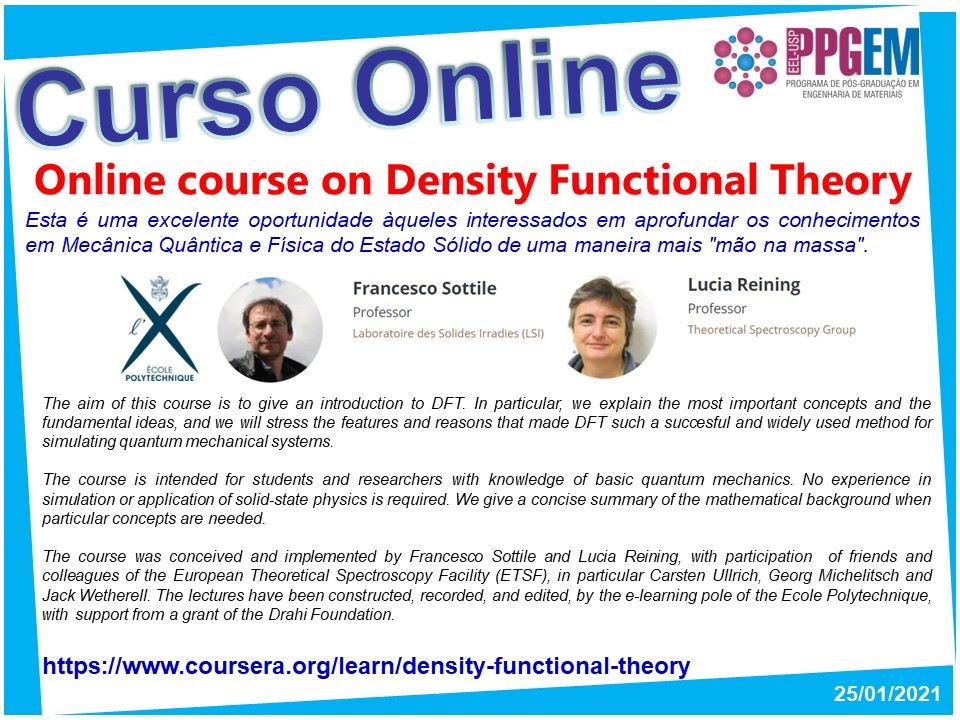 Curso Online
EEL-USP
PPGEM
PROGRAMA DE PÓS-GRADUAÇÃO EM
ENGENHARIA DE MATERIAIS
Online course on Density Functional Theory
Esta é uma excelente oportunidade àqueles interessados em aprofundar os conhecimentos
em Mecânica Quântica e Física do Estado Sólido de uma maneira mais "mão na massa".
l'X
ÉCOLE
POLYTECHNIQUE
Francesco Sottile
Professor
Laboratoire des Solides Irradies (LSI)
Lucia Reining
Professor
Theoretical Spectroscopy Group
The aim of this course is to give an introduction to DFT. In particular, we explain the most important concepts and the
fundamental ideas, and we will stress the features and reasons that made DFT such a succesful and widely used method for
simulating quantum mechanical systems.
The course is intended for students and researchers with knowledge of basic quantum mechanics. No experience in
simulation or application of solid-state physics is required. We give a concise summary of the mathematical background when
particular concepts are needed.
The course was conceived and implemented by Francesco Sottile and Lucia Reining, with participation of friends and
colleagues of the European Theoretical Spectroscopy Facility (ETSF), in particular Carsten Ullrich, Georg Michelitsch and
Jack Wetherell. The lectures have been constructed, recorded, and edited, by the e-learning pole of the Ecole Polytechnique,
with support from a grant of the Drahi Foundation.
https://www.coursera.org/learn/density-functional-theory
25/01/2021